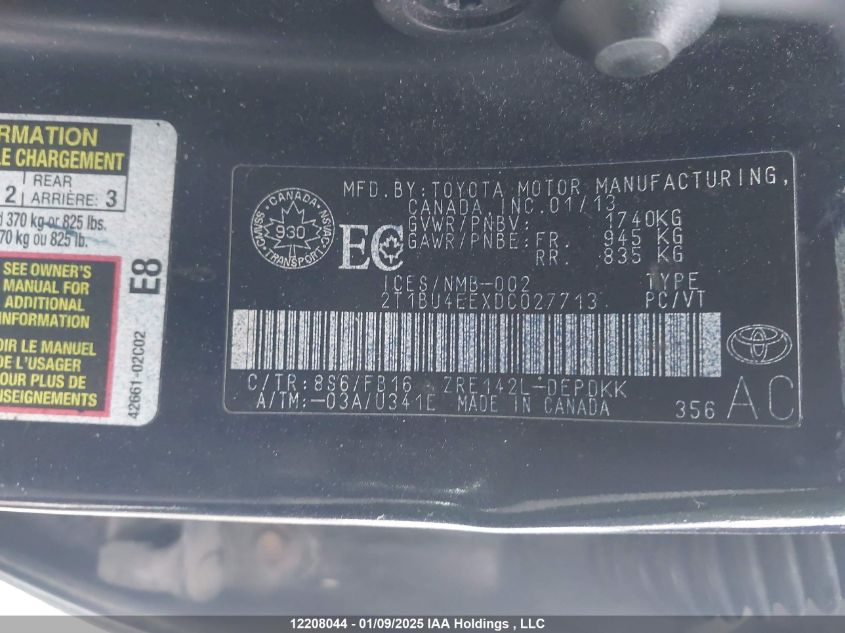 RMATION
LE CHARGEMENT
2 REAR ARRIÈRE: 3
d 370 kg or 825 lbs.
70 kg ou 825 lb.
SEE OWNER'S
MANUAL FOR
ADDITIONAL
INFORMATION
OIR LE MANUEL
DE L'USAGER
OUR PLUS DE
NSEIGNEMENTS
42661-02C02 E8
CANADA
930
TRANSPORT
CMVSS
NSVAC
EC
MFD. BY: TOYOTA MOTOR MANUFACTURING,
CANADA, INC. 01/13
GVWR/PNBV: 1740KG
GAWR/PNBE: FR. 945 KG
RR. 835 KG
ICES/NMB-002 TYPE
2T1BU4EEXDC027713 PC/VT
C/TR: 8S6/FB16 ZRE142L-DEPDKK
A/TM:-03A/U341E MADE IN CANADA
356 AC
12208044 - 01/09/2025 IAA Holdings , LLC